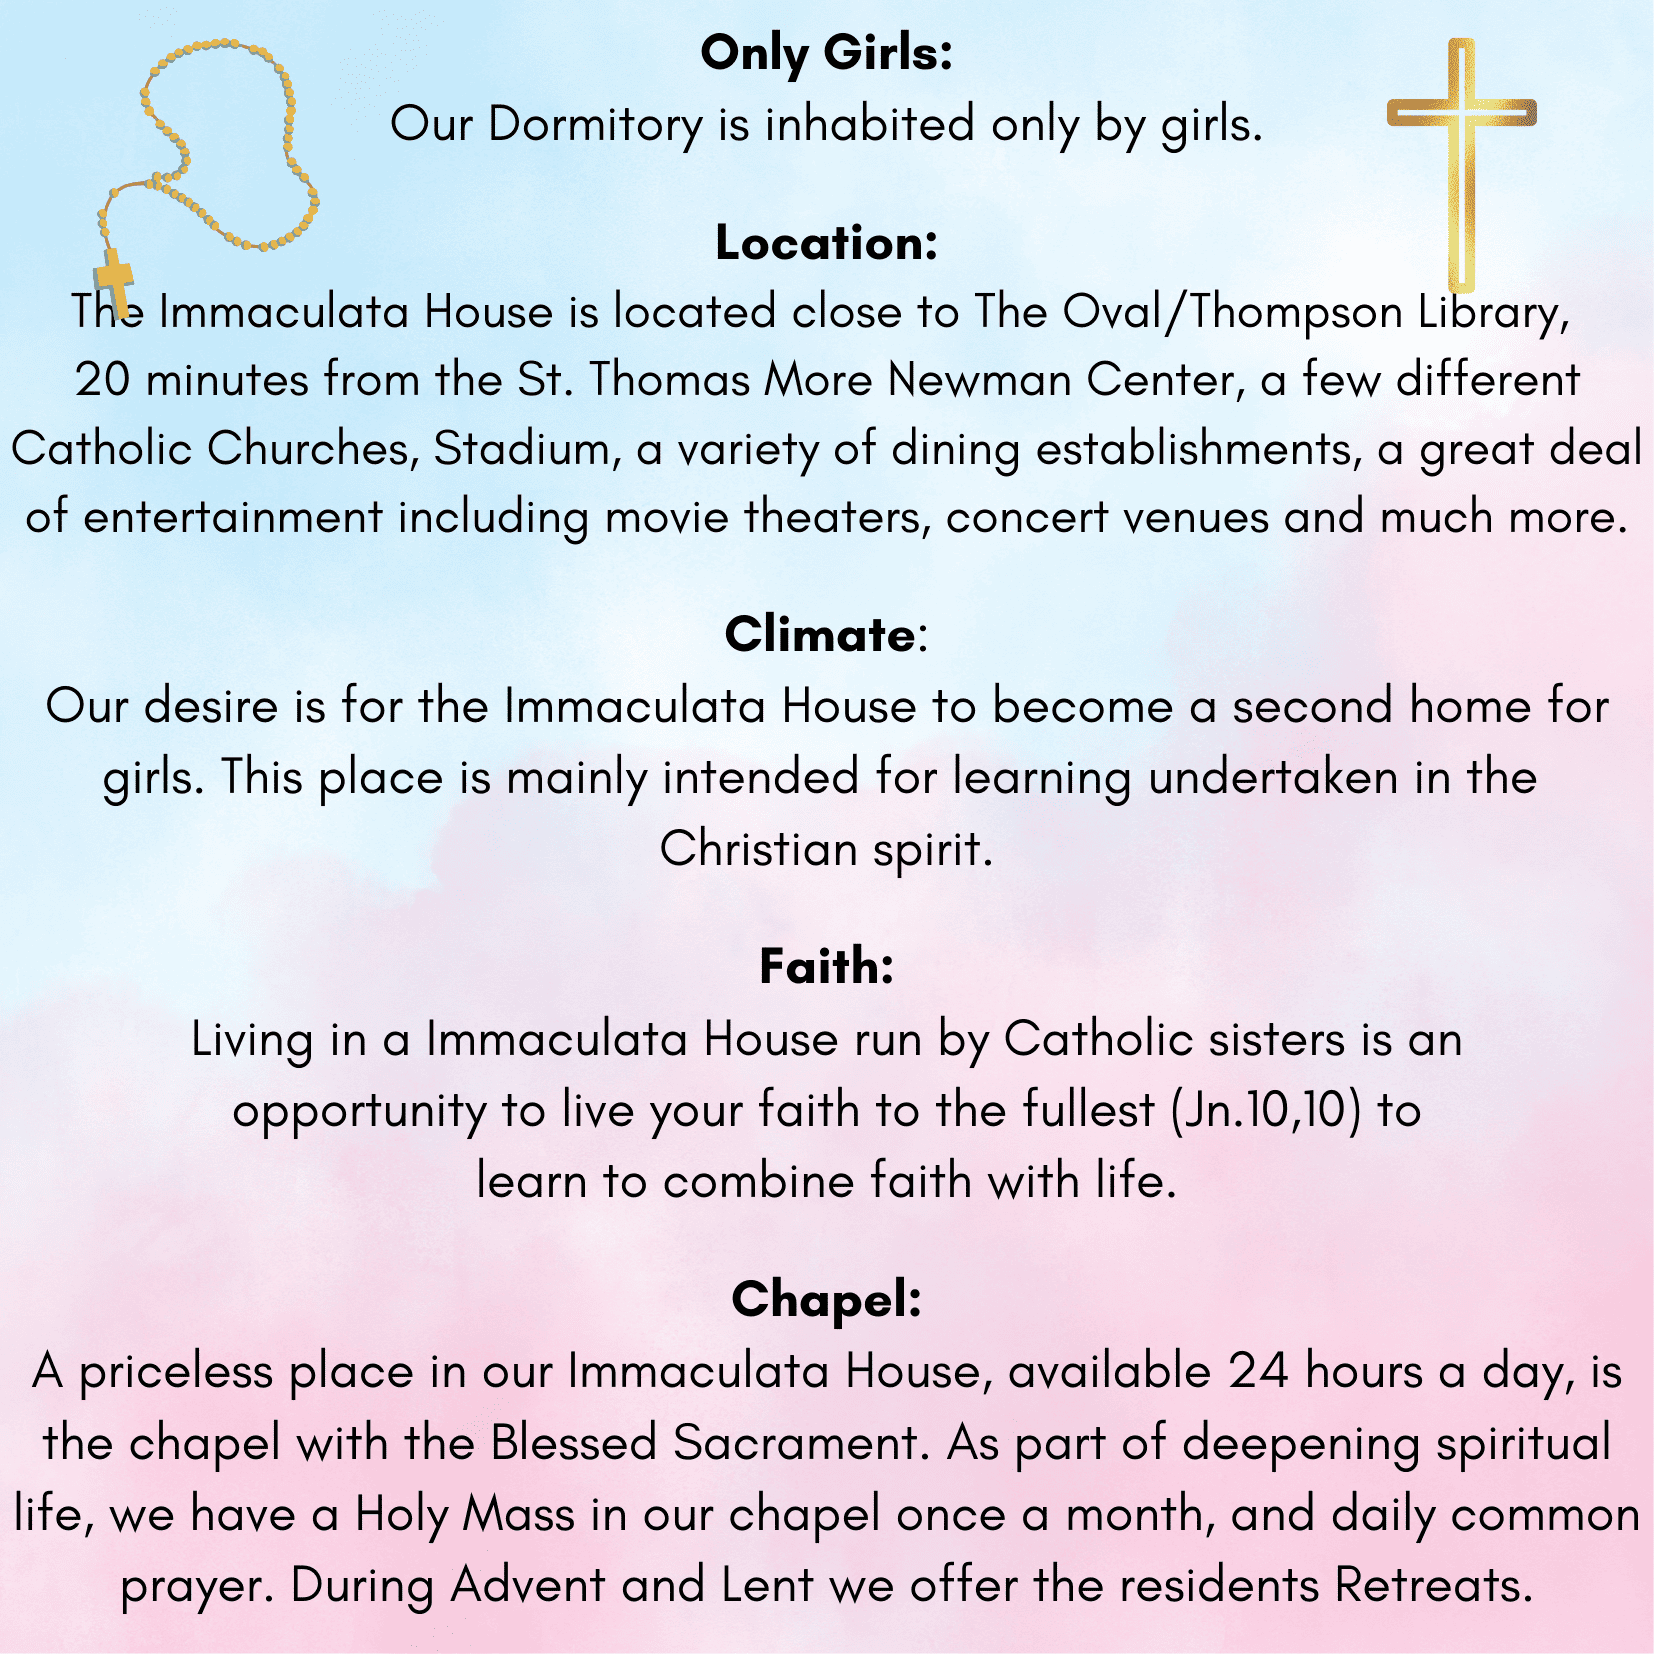 Only Girls:
Our Dormitory is inhabited only by girls.
Location:
The Immaculata House is located close to The Oval/Thompson Library,
20 minutes from the St. Thomas More Newman Center, a few different
Catholic Churches, Stadium, a variety of dining establishments, a great deal
of entertainment including movie theaters, concert venues and much more.
Climate:
Our desire is for the Immaculata House to become a second home for
girls. This place is mainly intended for learning undertaken in the
Christian spirit.
Faith:
Living in a Immaculata House run by Catholic sisters is an
opportunity to live your faith to the fullest (Jn.10,10) to
learn to combine faith with life.
Chapel:
A priceless place in our Immaculata House, available 24 hours a day, is
the chapel with the Blessed Sacrament. As part of deepening spiritual
life, we have a Holy Mass in our chapel once a month, and daily common
prayer. During Advent and Lent we offer the residents Retreats.